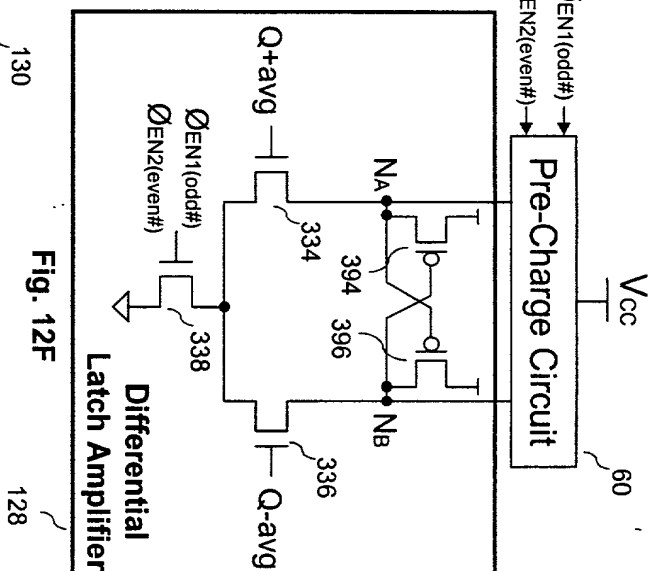 ØEN1(odd#)
ØEN2(even#)
Vcc
Pre-Charge Circuit
60
NA
NB
394
396
Q+avg
334
336
Q-avg
ØEN1(odd#)
ØEN2(even#)
338
Differential
Latch Amplifier
128
130
Fig. 12F